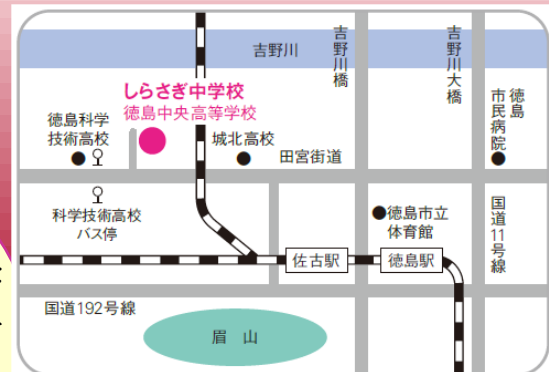 吉野川
吉野川橋
吉野川大橋
しらさぎ中学校
徳島中央高等学校
徳島科学
技術高校
城北高校
田宮街道
徳島
市民病院
科学技術高校
バス停
徳島市立
体育館
国道11号線
佐古駅
徳島駅
国道192号線
眉山